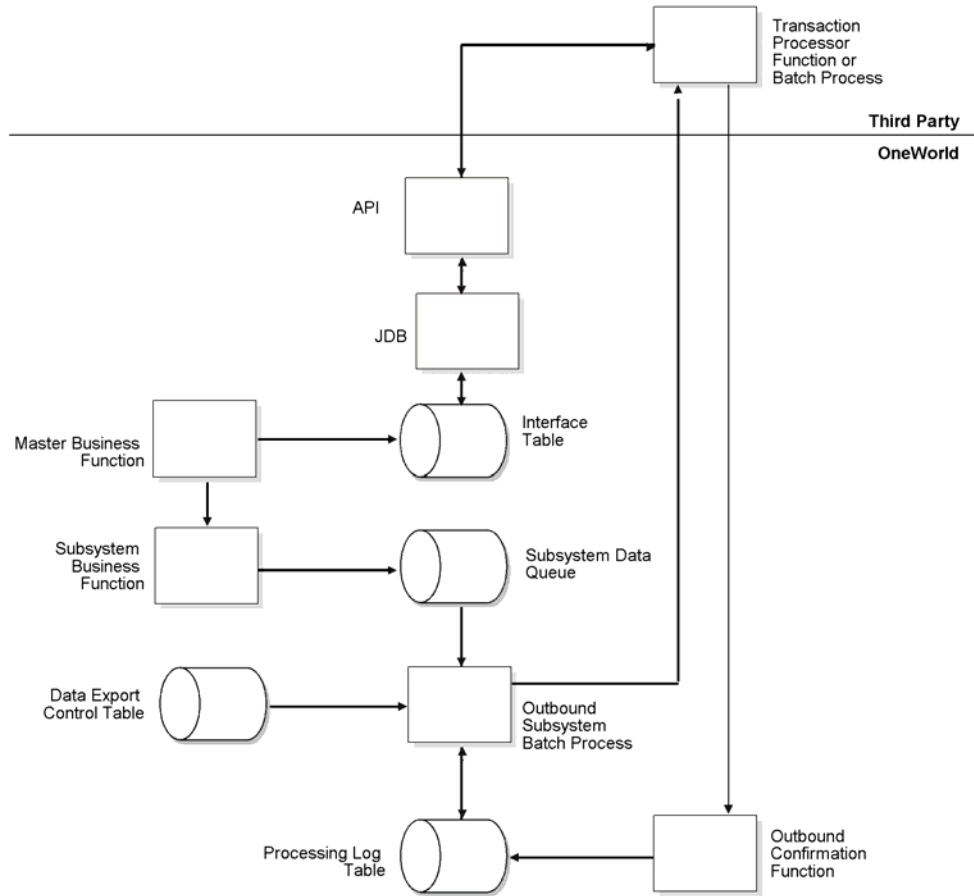 Transaction
Processor
Function or
Batch Process
Third Party
OneWorld
API
JDB
Interface
Table
Master Business
Function
Subsystem
Business
Function
Subsystem Data
Queue
Data Export
Control Table
Outbound
Subsystem
Batch Process
Processing Log
Table
Outbound
Confirmation
Function